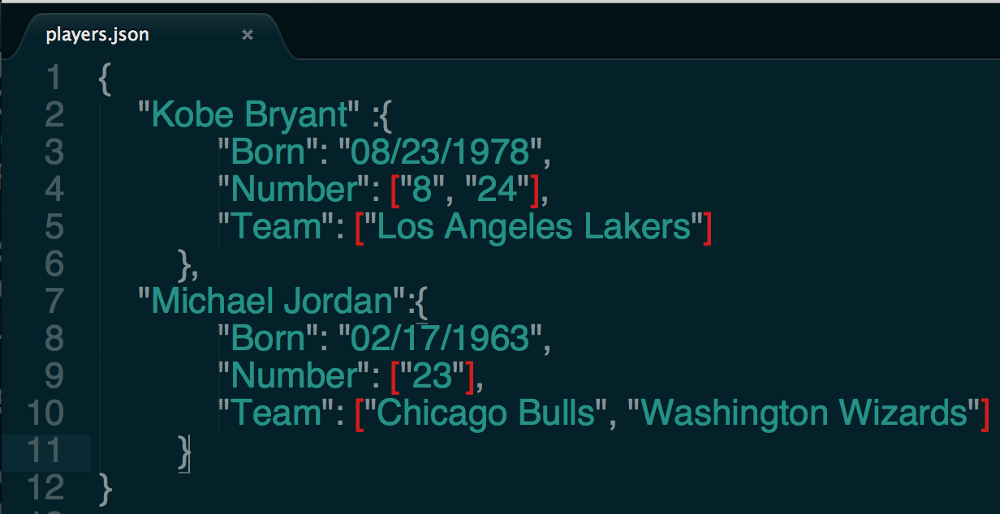 players.json ×
1 {
2 "Kobe Bryant" :{
3 "Born": "08/23/1978",
4 "Number": ["8", "24"],
5 "Team": ["Los Angeles Lakers"]
6 },
7 "Michael Jordan":{
8 "Born": "02/17/1963",
9 "Number": ["23"],
10 "Team": ["Chicago Bulls", "Washington Wizards"]
11 }
12 }